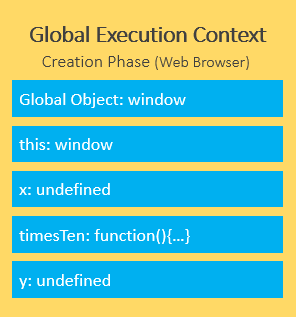 Global Execution Context
Creation Phase (Web Browser)
Global Object: window
this: window
x: undefined
timesTen: function(){...}
y: undefined